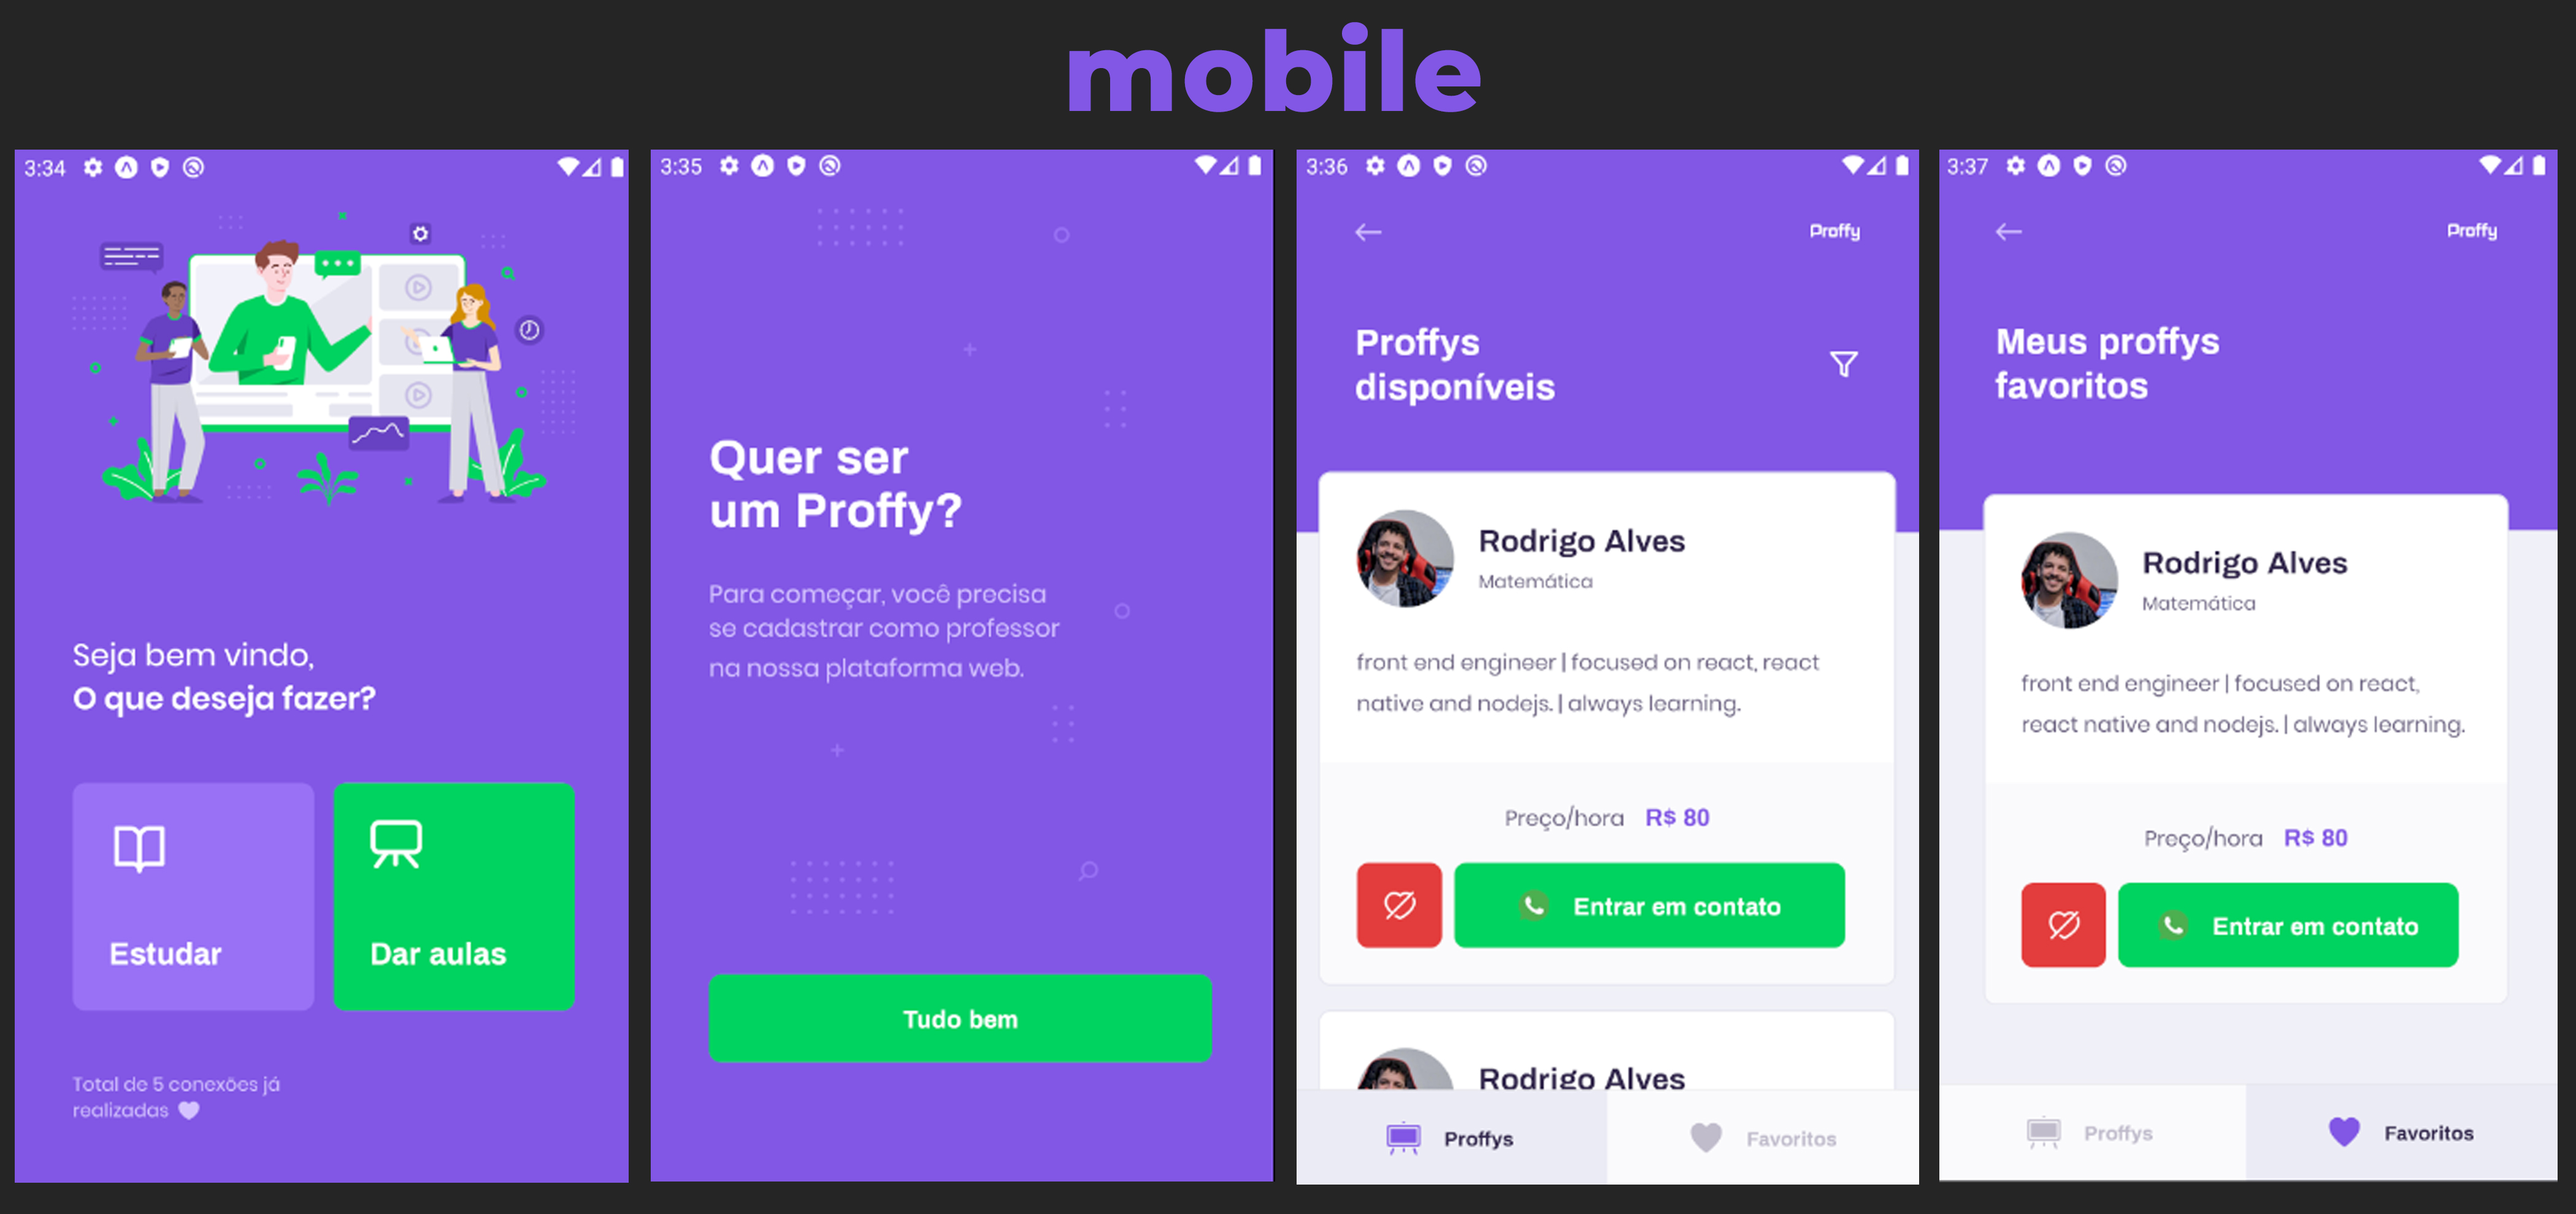 mobile
3:34
Seja bem vindo,
O que deseja fazer?
Estudar
Dar aulas
Total de 5 conexões já
realizadas
3:35
Quer ser
um Proffy?
Para começar, você precisa
se cadastrar como professor
na nossa plataforma web.
Tudo bem
3:36
Proffy
Proffys
disponíveis
Rodrigo Alves
Matemática
front end engineer | focused on react, react
native and nodejs. | always learning.
Preço/hora R$ 80
Entrar em contato
Rodrigo Alves
Proffys
Favoritos
3:37
Proffy
Meus proffys
favoritos
Rodrigo Alves
Matemática
front end engineer | focused on react,
react native and nodejs. | always learning.
Preço/hora R$ 80
Entrar em contato
Proffys
Favoritos